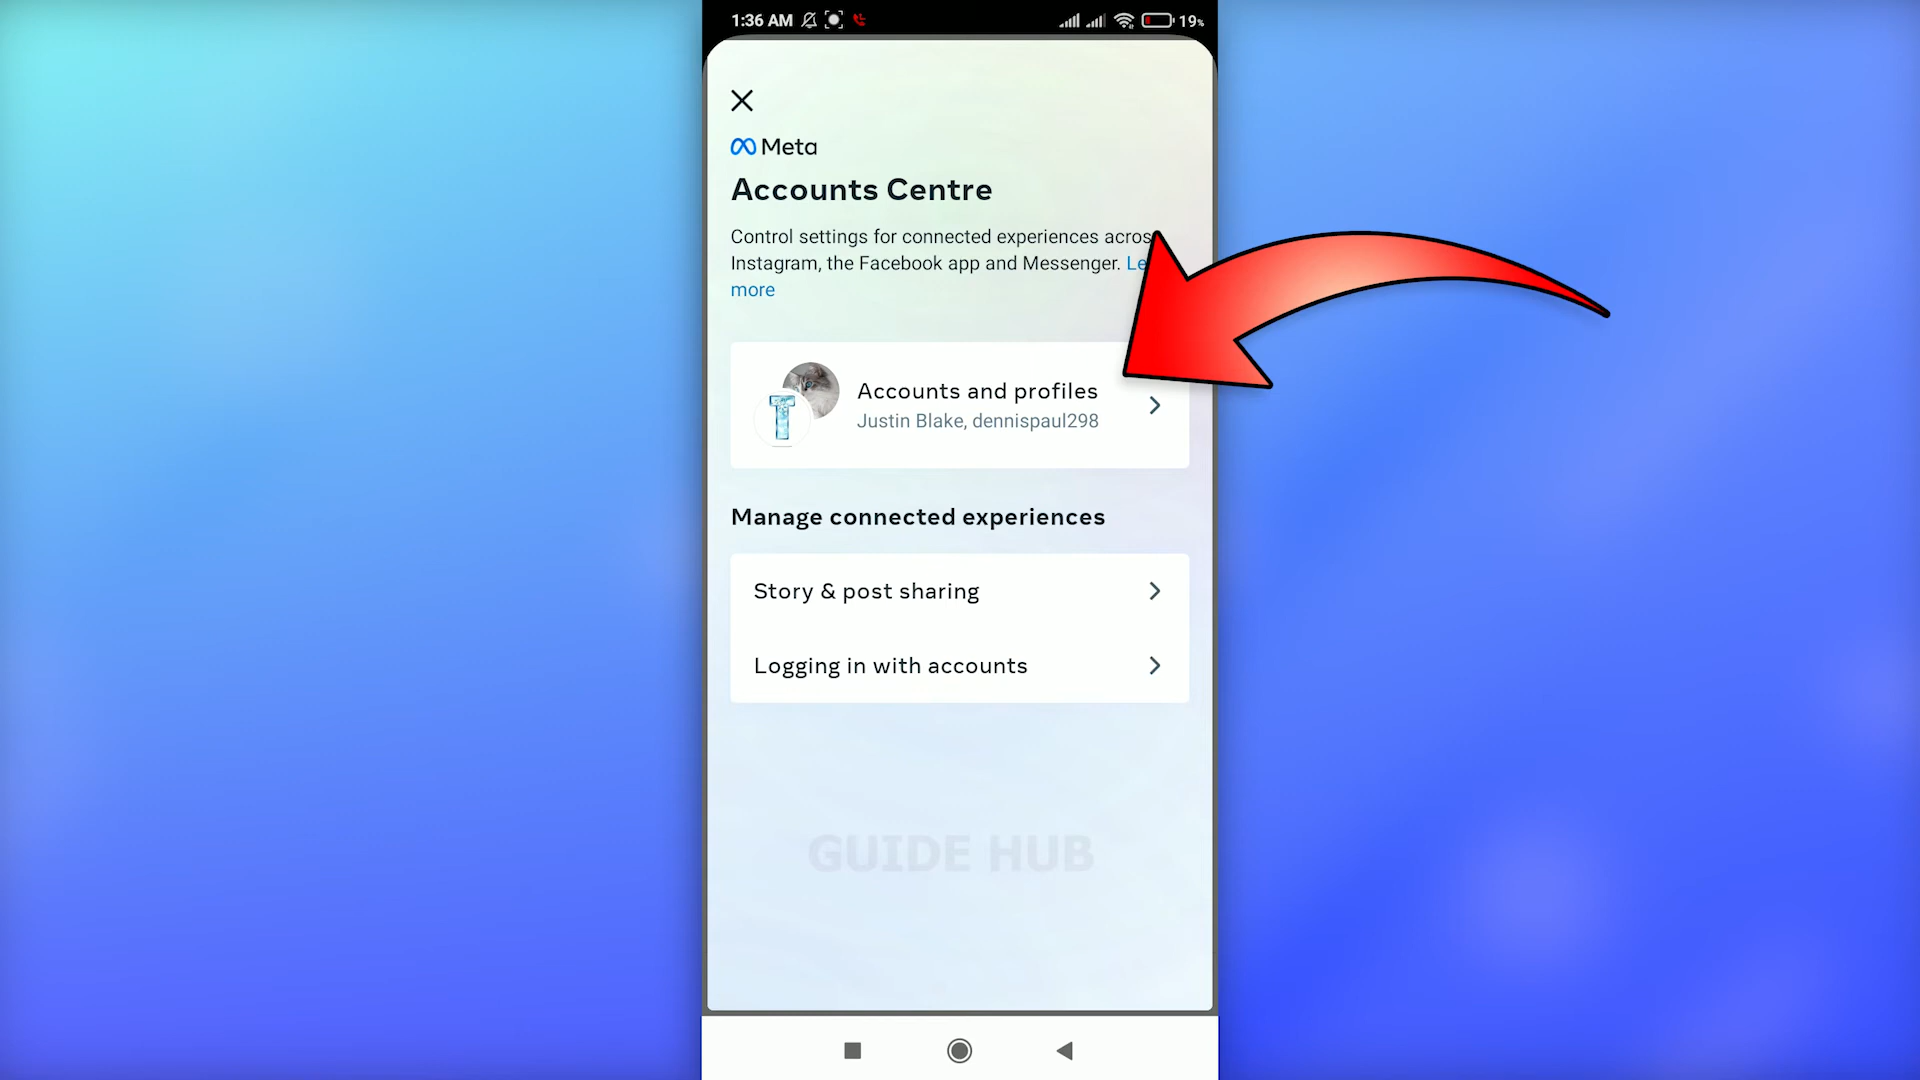 1:36 AM 19%
Meta
Accounts Centre
Control settings for connected experiences acros
Instagram, the Facebook app and Messenger. Le
more
Accounts and profiles
Justin Blake, dennispaul298
Manage connected experiences
Story & post sharing
Logging in with accounts
GUIDE HUB